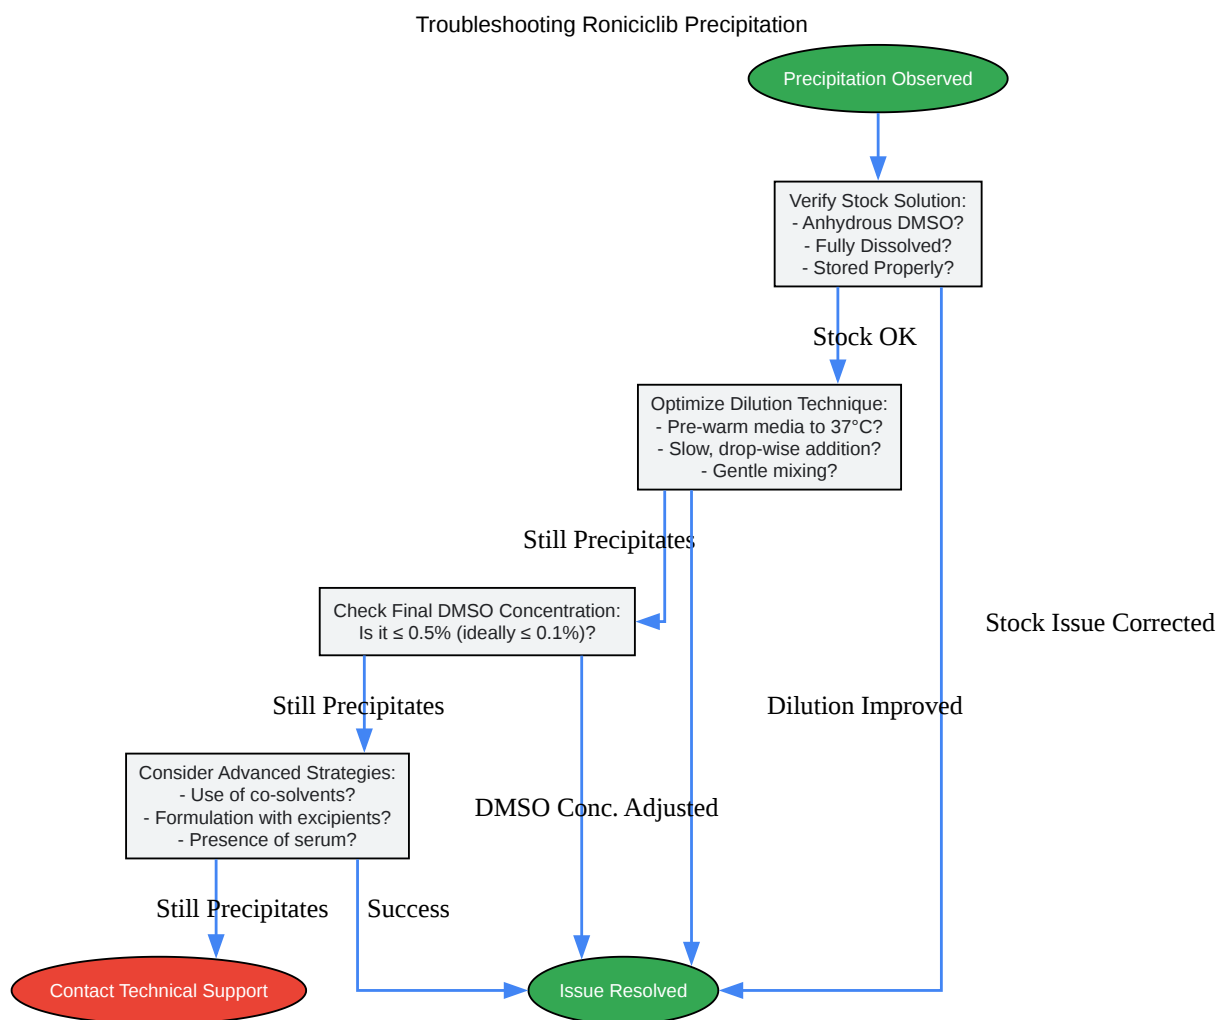 Troubleshooting Roniciclib Precipitation
Precipitation Observed
Verify Stock Solution:
- Anhydrous DMSO?
- Fully Dissolved?
- Stored Properly?
Stock OK
Optimize Dilution Technique:
- Pre-warm media to 37°C?
- Slow, drop-wise addition?
- Gentle mixing?
Still Precipitates
Check Final DMSO Concentration:
Is it ≤ 0.5% (ideally ≤ 0.1%)?
Stock Issue Corrected
Still Precipitates
Dilution Improved
Consider Advanced Strategies:
- Use of co-solvents?
- Formulation with excipients?
- Presence of serum?
DMSO Conc. Adjusted
Still Precipitates
Success
Contact Technical Support
Issue Resolved